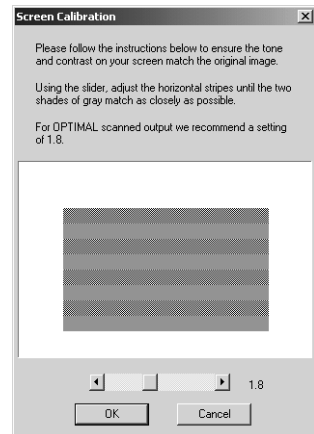 Screen Calibration
Please follow the instructions below to ensure the tone
and contrast on your screen match the original image.
Using the slider, adjust the horizontal stripes until the two
shades of gray match as closely as possible.
For OPTIMAL scanned output we recommend a setting
of 1.8.
1.8
OK Cancel